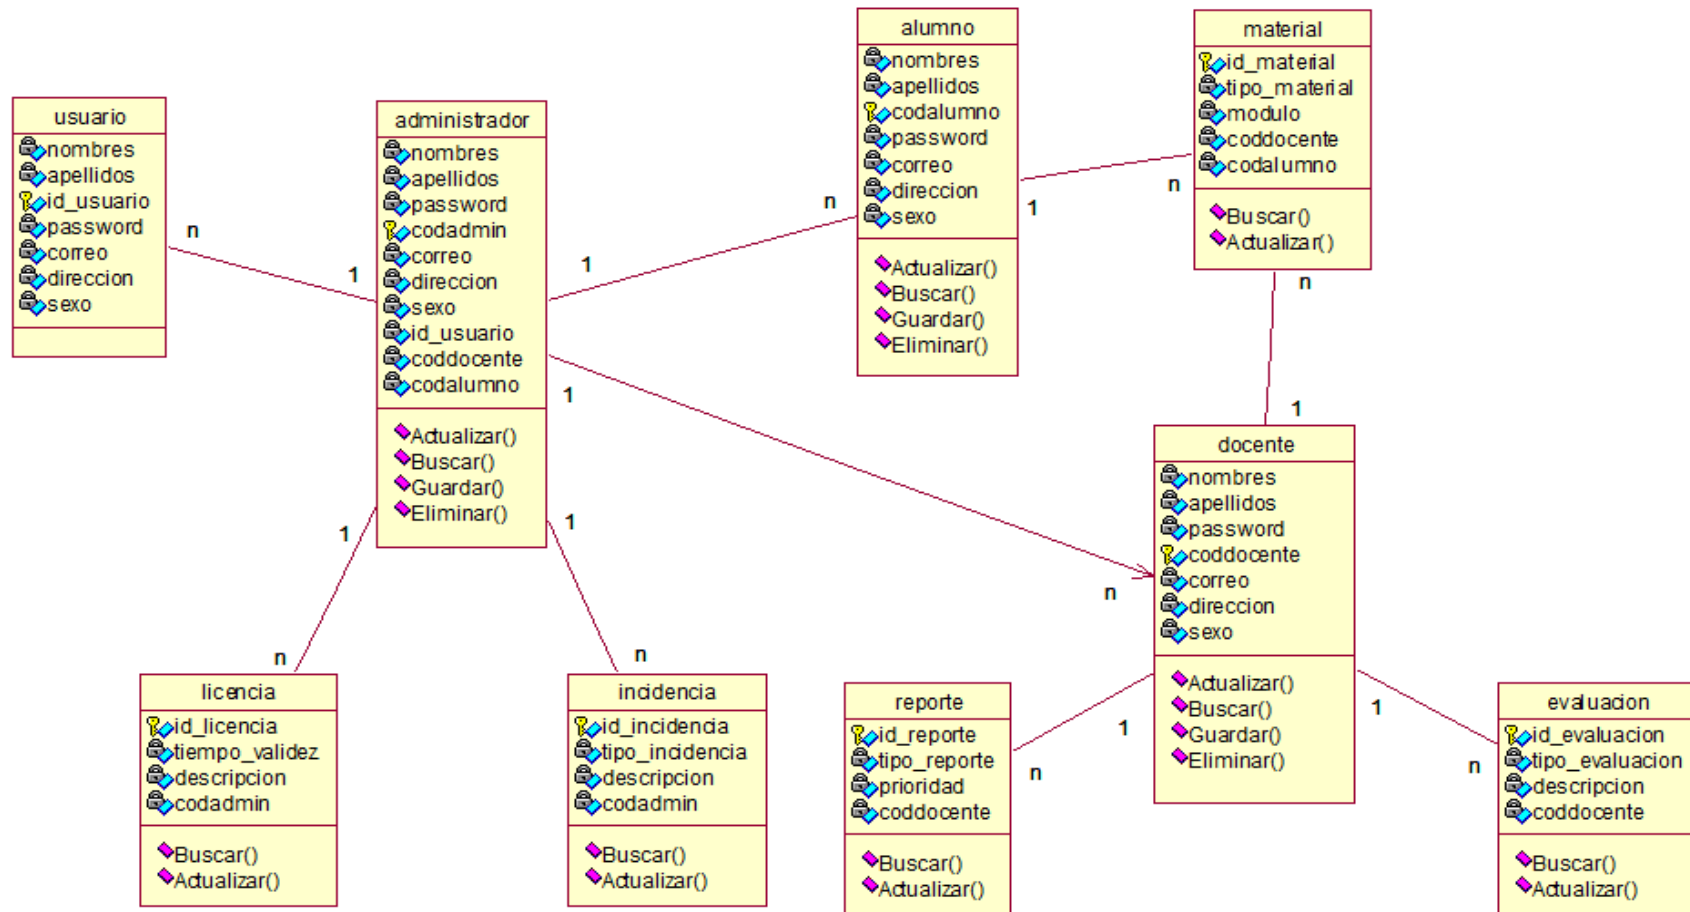 usuario
nombres
apellidos
id_usuario
password
correo
direccion
sexo
n
1
administrador
nombres
apellidos
password
codadmin
correo
direccion
sexo
id_usuario
coddocente
codalumno
Actualizar()
Buscar()
Guardar()
Eliminar()
1
n
1
n
1
n
1
n
alumno
nombres
apellidos
codalumno
password
correo
direccion
sexo
Actualizar()
Buscar()
Guardar()
Eliminar()
1
n
material
id_material
tipo_material
modulo
coddocente
codalumno
Buscar()
Actualizar()
n
1
docente
nombres
apellidos
password
coddocente
correo
direccion
sexo
Actualizar()
Buscar()
Guardar()
Eliminar()
1
n
1
n
licencia
id_licencia
tiempo_validez
descripcion
codadmin
Buscar()
Actualizar()
incidencia
id_incidencia
tipo_incidencia
descripcion
codadmin
Buscar()
Actualizar()
reporte
id_reporte
tipo_reporte
prioridad
coddocente
Buscar()
Actualizar()
evaluacion
id_evaluacion
tipo_evaluacion
descripcion
coddocente
Buscar()
Actualizar()